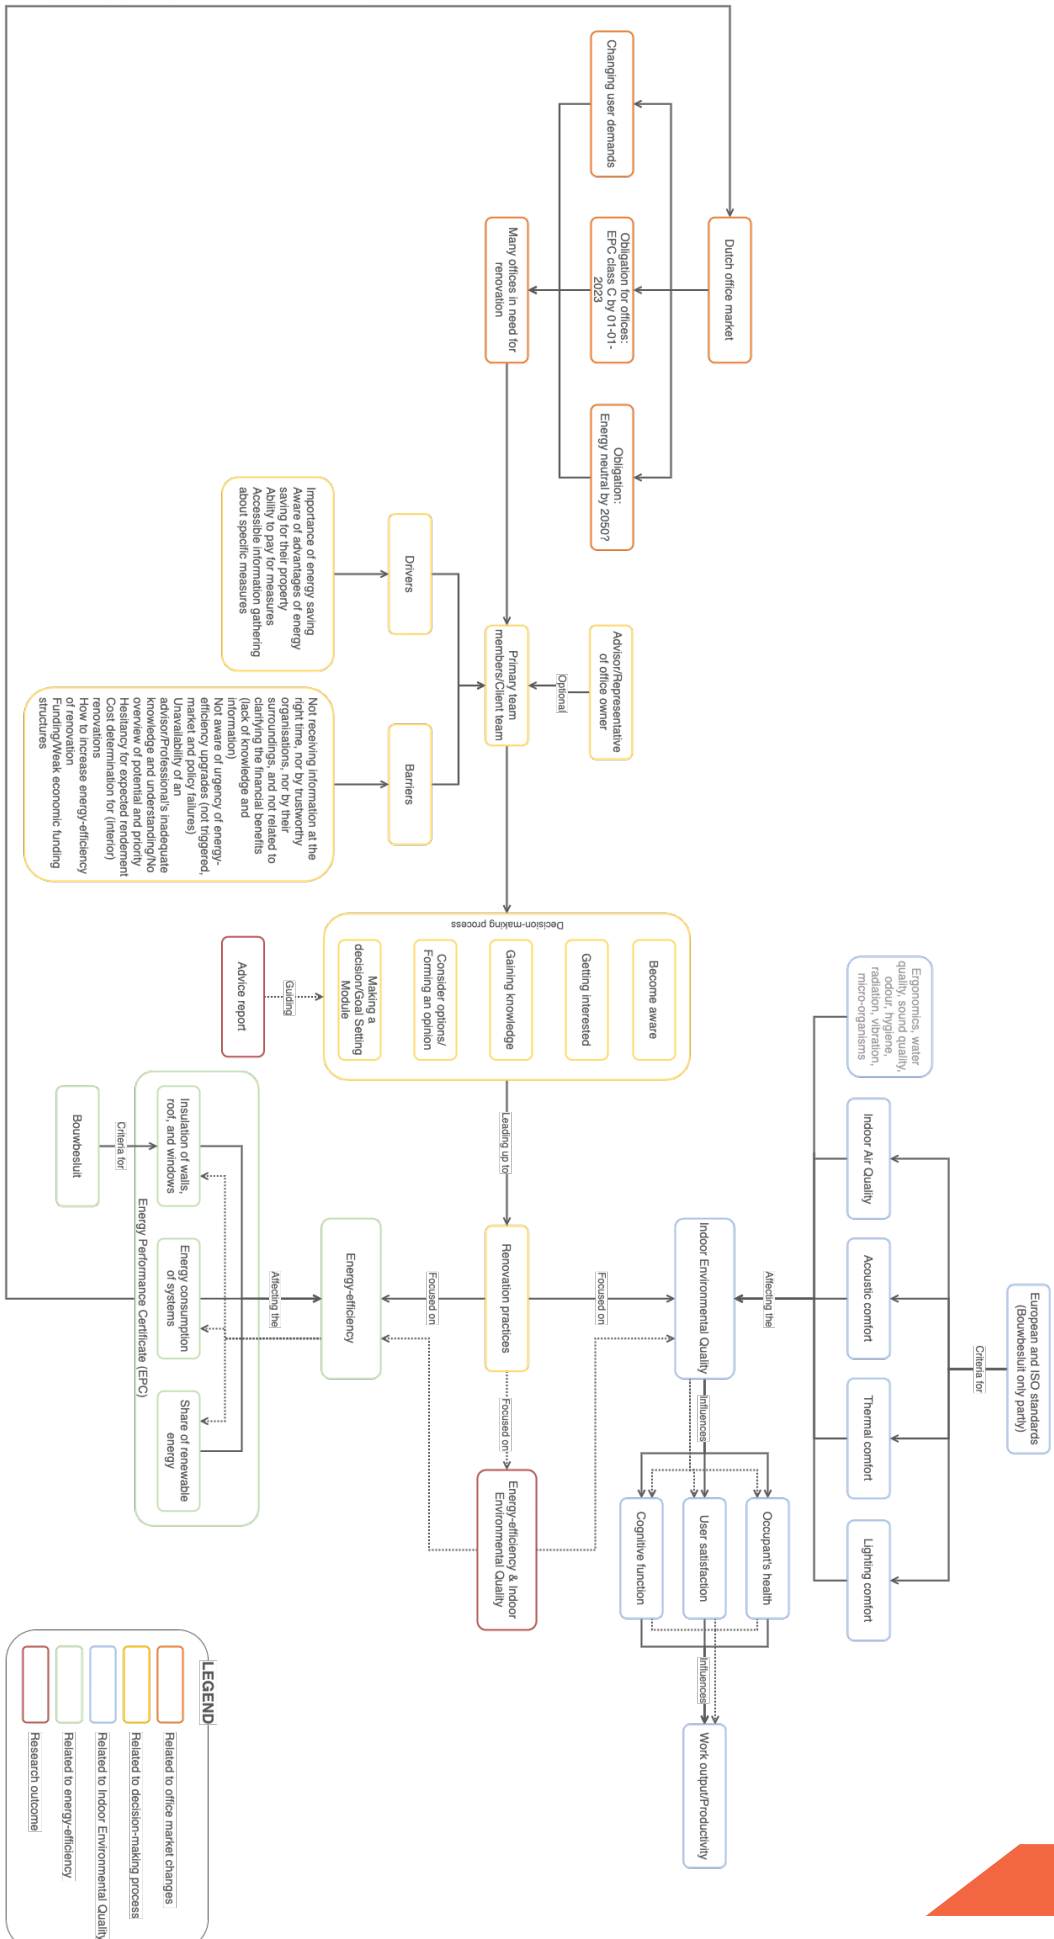 Dutch office market
Changing user demands
Obligation for offices:
EPC class C by 01-01-
2023
Obligation:
Energy neutral by 2050?
Many offices in need for
renovation
Advisor/Representative
of office owner
Optional
Primary team
members/Client team
Drivers
Barriers
Importance of energy saving
Aware of advantages of energy
saving for their property
Ability to pay for measures
Accessible information gathering
about specific measures
Not receiving information at the
right time, nor by trustworthy
organisations, nor by their
surroundings, and not related to
clarifying the financial benefits
(lack of knowledge and
information)
Not aware of urgency of energy-
efficiency upgrades (not triggered,
market and policy failures)
Unavailability of an
advisor/Professional's inadequate
knowledge and understanding/No
overview of potential and priority
Hesitancy for expected rendement
Cost determination for (interior)
renovations
How to increase energy-efficiency
of renovation
Funding/Weak economic funding
structures
Decision-making process
Become aware
Getting interested
Gaining knowledge
Consider options/
Forming an opinion
Making a
decision/Goal Setting
Module
Guiding
Advice report
Leading up to
European and ISO standards
(Bouwbesluit only partly)
Criteria for
Ergonomics, water
quality, sound quality,
odour, hygiene,
radiation, vibration,
micro-organisms
Indoor Air Quality
Acoustic comfort
Thermal comfort
Lighting comfort
Affecting the
Indoor Environmental Quality
Influences
Occupant's health
User satisfaction
Cognitive function
Influences
Work output/Productivity
Focused on
Renovation practices
Focused on
Energy-efficiency & Indoor
Environmental Quality
Focused on
Energy-efficiency
Affecting the
Insulation of walls,
roof, and windows
Energy consumption
of systems
Share of renewable
energy
Energy Performance Certificate (EPC)
Criteria for
Bouwbesluit
LEGEND
Related to office market changes
Related to decision-making process
Related to Indoor Environmental Quality
Related to energy-efficiency
Research outcome